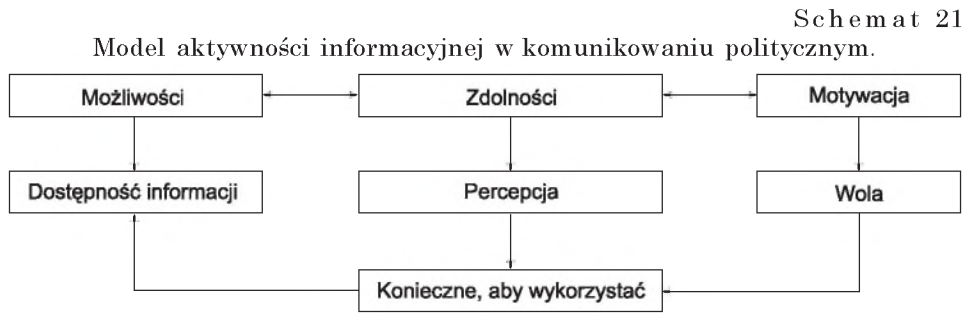 Schemat 21
Model aktywności informacyjnej w komunikowaniu politycznym.
Możliwości
Zdolności
Motywacja
Dostępność informacji
Percepcja
Wola
Konieczne, aby wykorzystać